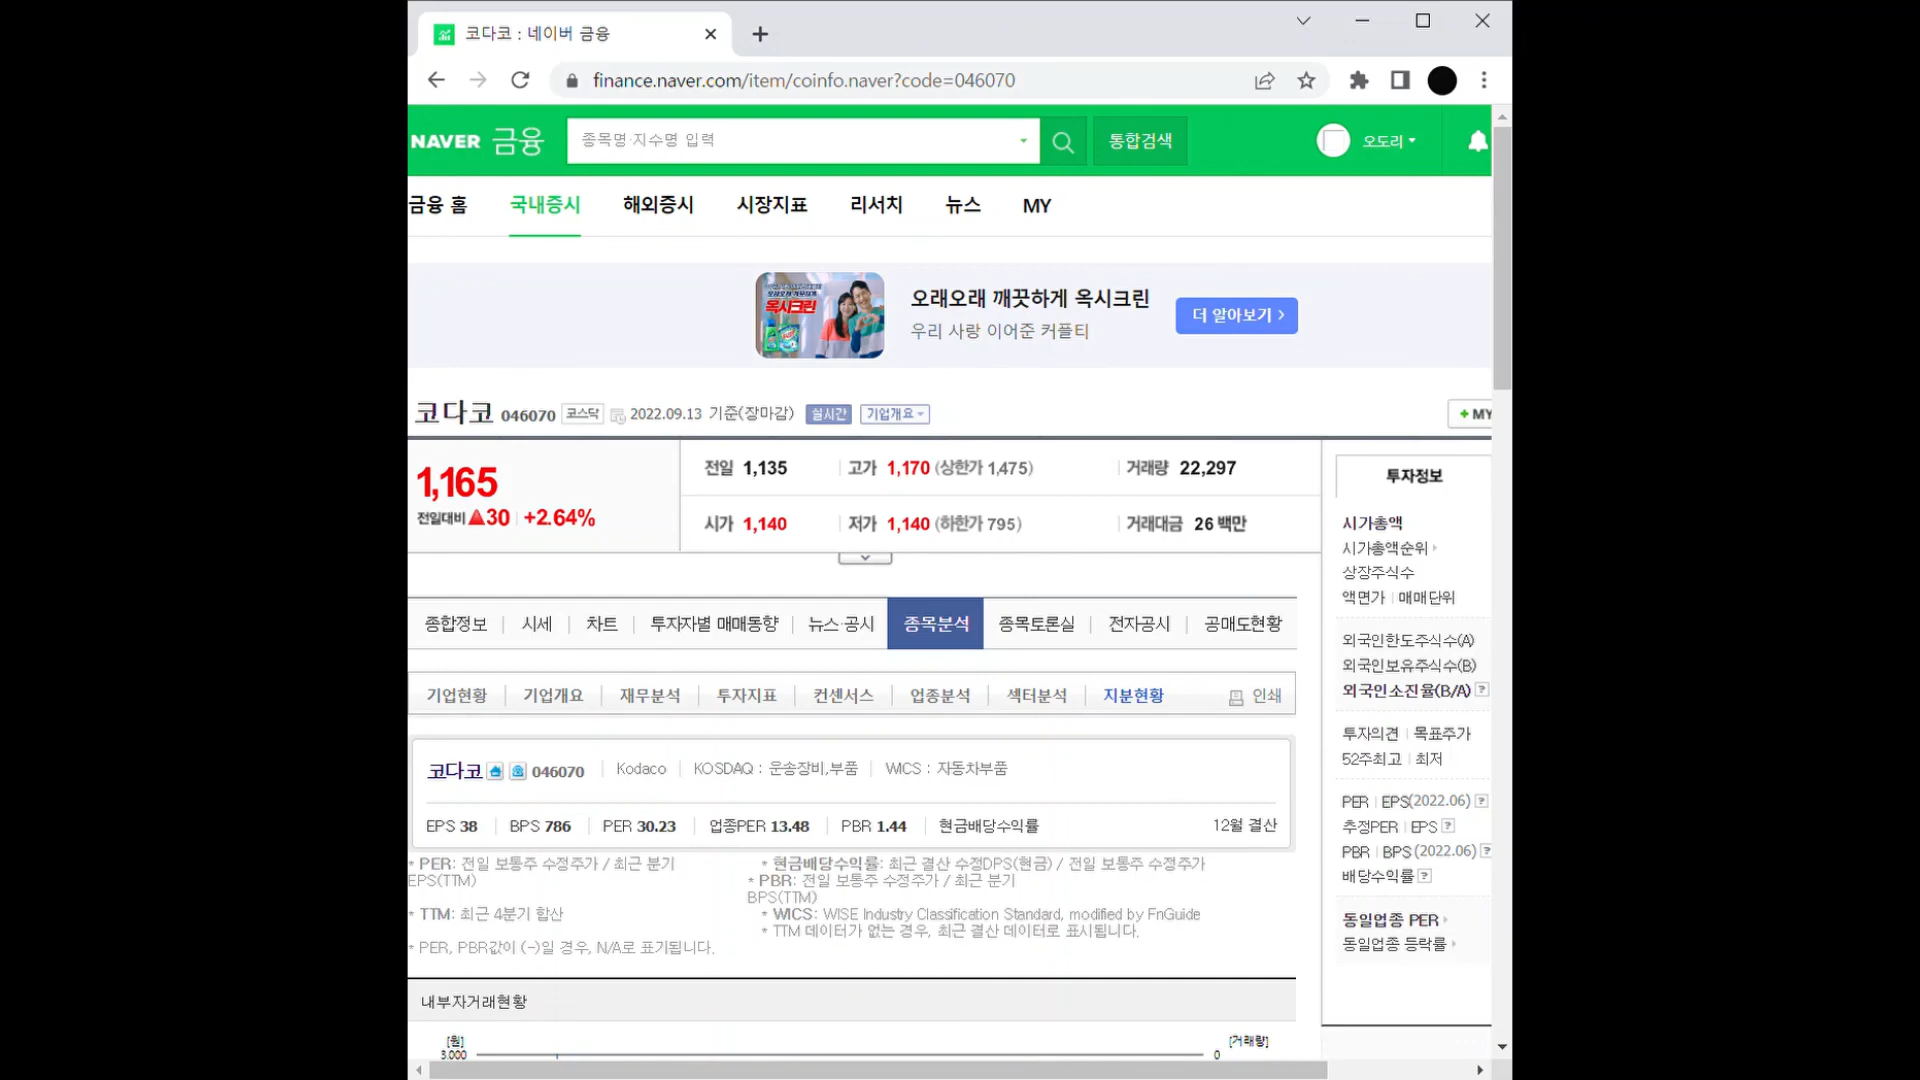 코다코 : 네이버 금융
finance.naver.com/item/coinfo.naver?code=046070
NAVER 금융 종목명·지수명 입력 통합검색 오도리
금융 홈 국내증시 해외증시 시장지표 리서치 뉴스 MY
옥시크린
오래오래 깨끗하게 옥시크린
우리 사랑 이어준 커플티
더 알아보기 >
코다코 046070 코스닥 2022.09.13 기준(장마감) 실시간 기업개요
+ MY
1,165
전일대비 ▲30 +2.64%
전일 1,135 고가 1,170 (상한가 1,475) 거래량 22,297
시가 1,140 저가 1,140 (하한가 795) 거래대금 26 백만
종합정보 시세 차트 투자자별 매매동향 뉴스·공시 종목분석 종목토론실 전자공시 공매도현황
기업현황 기업개요 재무분석 투자지표 컨센서스 업종분석 섹터분석 지분현황 인쇄
코다코 046070 Kodaco KOSDAQ : 운송장비,부품 WICS : 자동차부품
EPS 38 BPS 786 PER 30.23 업종PER 13.48 PBR 1.44 현금배당수익률 12월 결산
* PER: 전일 보통주 수정주가 / 최근 분기
EPS(TTM)
* TTM: 최근 4분기 합산
* PER, PBR값이 (-)일 경우, N/A로 표기됩니다.
* 현금배당수익률: 최근 결산 수정DPS(현금) / 전일 보통주 수정주가
* PBR: 전일 보통주 수정주가 / 최근 분기
BPS(TTM)
* WICS: WISE Industry Classification Standard, modified by FnGuide
* TTM 데이터가 없는 경우, 최근 결산 데이터로 표시됩니다.
내부자거래현황
[원] [거래량]
3,000 0
투자정보
시가총액
시가총액순위
상장주식수
액면가 매매단위
외국인한도주식수(A)
외국인보유주식수(B)
외국인소진율(B/A) ?
투자의견 목표주가
52주최고 최저
PER EPS(2022.06) ?
추정PER EPS ?
PBR BPS(2022.06) ?
배당수익률 ?
동일업종 PER
동일업종 등락률